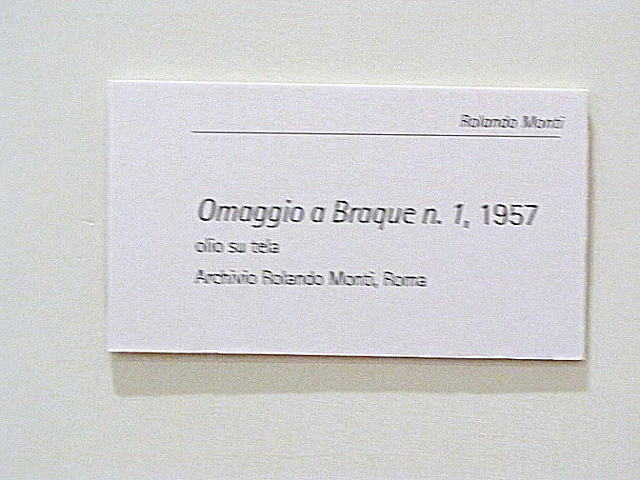 Rolando Monti
Omaggio a Braque n. 1, 1957
olio su tela
Archivio Rolando Monti, Roma